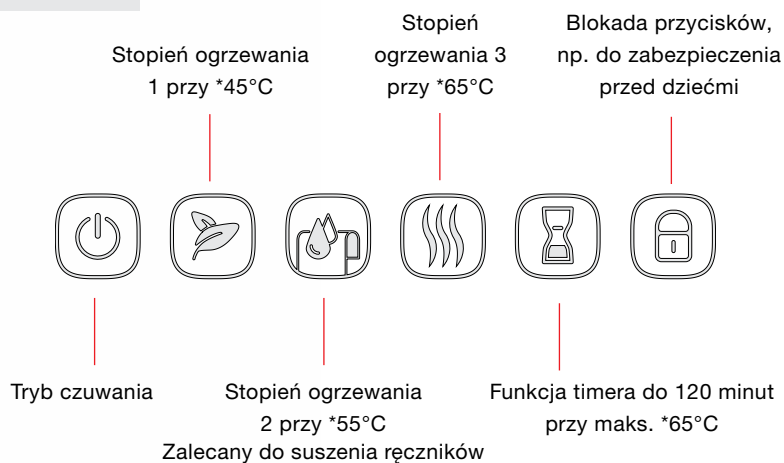 Stopień ogrzewania
1 przy *45°C
Stopień
ogrzewania 3
przy *65°C
Blokada przycisków,
np. do zabezpieczenia
przed dziećmi
Tryb czuwania
Stopień ogrzewania
2 przy *55°C
Zalecany do suszenia ręczników
Funkcja timera do 120 minut
przy maks. *65°C